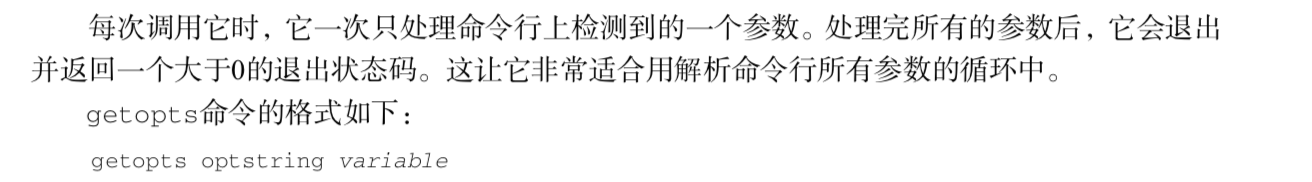 每次调用它时，它一次只处理命令行上检测到的一个参数。处理完所有的参数后，它会退出
并返回一个大于0的退出状态码。这让它非常适合用解析命令行所有参数的循环中。
getopts命令的格式如下：
getopts optstring variable